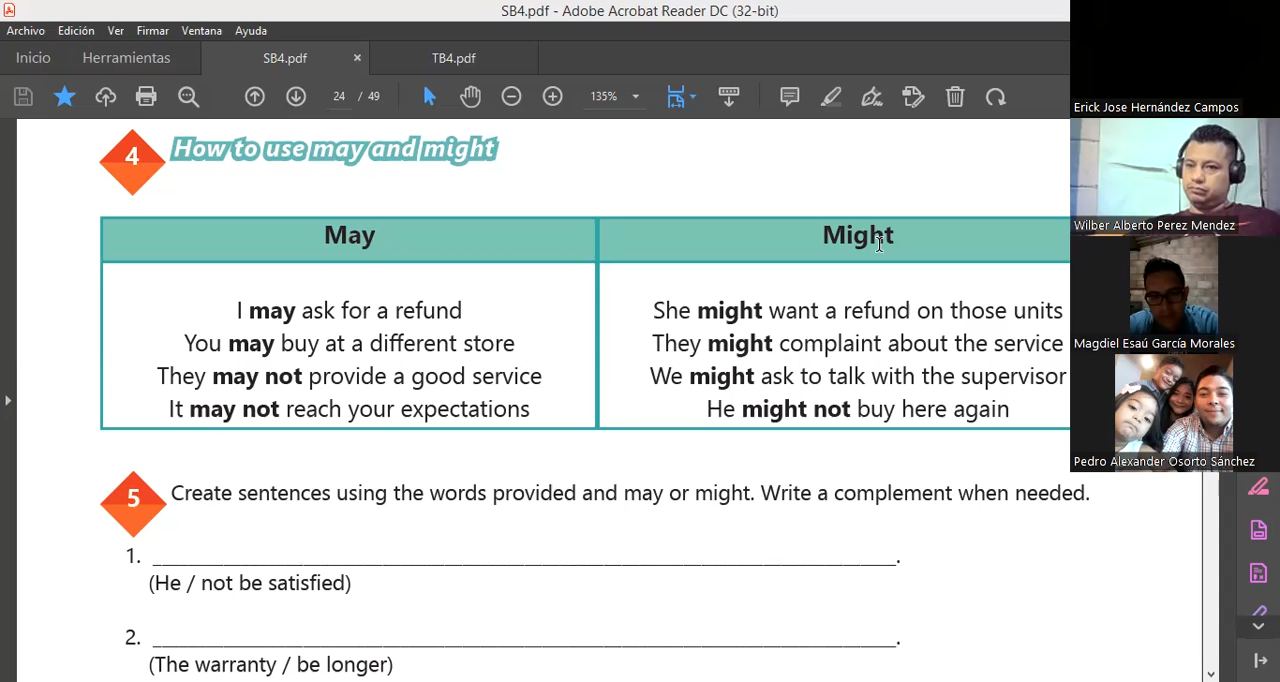 SB4.pdf - Adobe Acrobat Reader DC (32-bit)
Archivo Edición Ver Firmar Ventana Ayuda
Inicio Herramientas SB4.pdf × TB4.pdf
24 / 49 135%
4 How to use may and might
May Might
I may ask for a refund She might want a refund on those units
You may buy at a different store They might complaint about the service
They may not provide a good service We might ask to talk with the supervisor
It may not reach your expectations He might not buy here again
5 Create sentences using the words provided and may or might. Write a complement when needed.
1. ______________________________________________.
(He / not be satisfied)
2. ______________________________________________.
(The warranty / be longer)
Erick Jose Hernández Campos
Wilber Alberto Perez Mendez
Magdiel Esaú García Morales
Pedro Alexander Osorto Sánchez